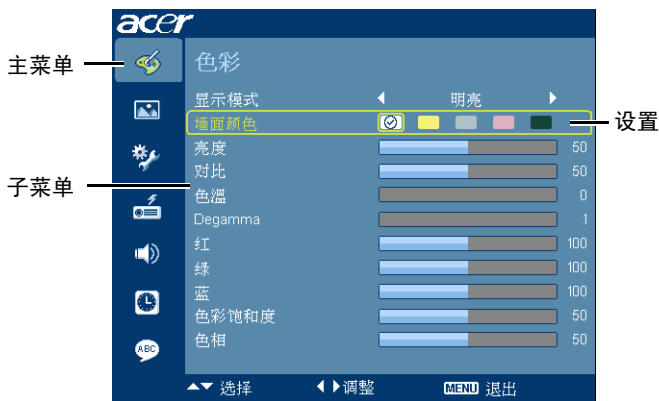 acer
主菜单
色彩
显示模式 明亮
墙面颜色
设置
亮度 50
对比 50
子菜单
色溫 0
Degamma 1
红 100
绿 100
蓝 100
色彩饱和度 50
色相 50
ABC
选择 调整 MENU 退出